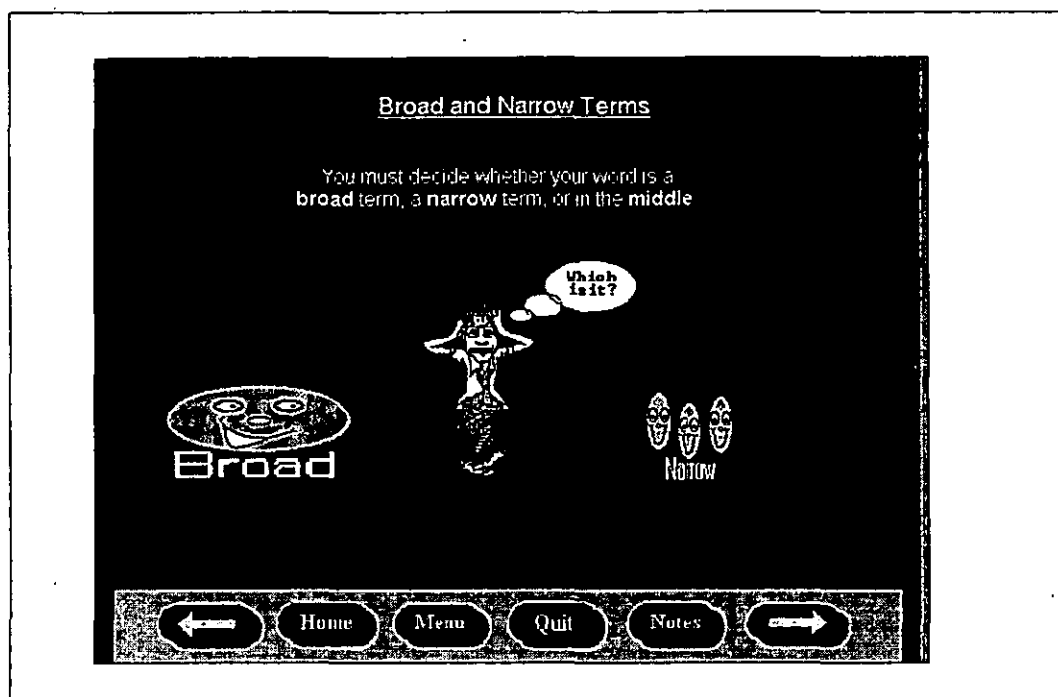 Broad and Narrow Terms
You must decide whether your word is a
broad term, a narrow term, or in the middle
Which
is it?
Broad
Narrow
Home Menu Quit Notes